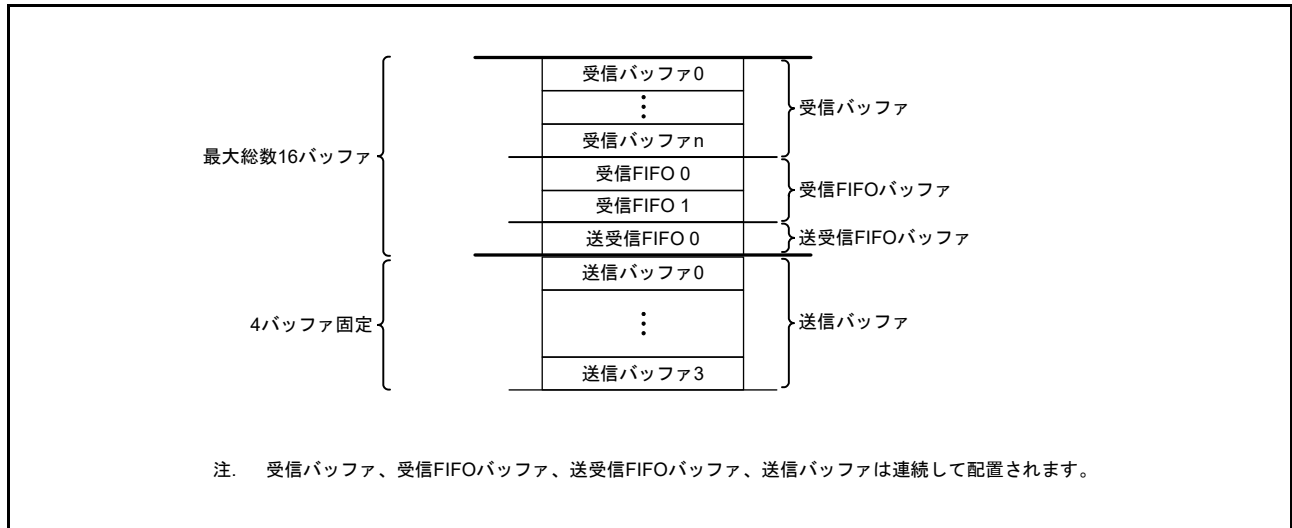 受信バッファ0
受信バッファ
受信バッファn
最大総数16バッファ
受信FIFO 0
受信FIFOバッファ
受信FIFO 1
送受信FIFO 0
送受信FIFOバッファ
送信バッファ0
4バッファ固定
送信バッファ
送信バッファ3
注. 受信バッファ、受信FIFOバッファ、送受信FIFOバッファ、送信バッファは連続して配置されます。